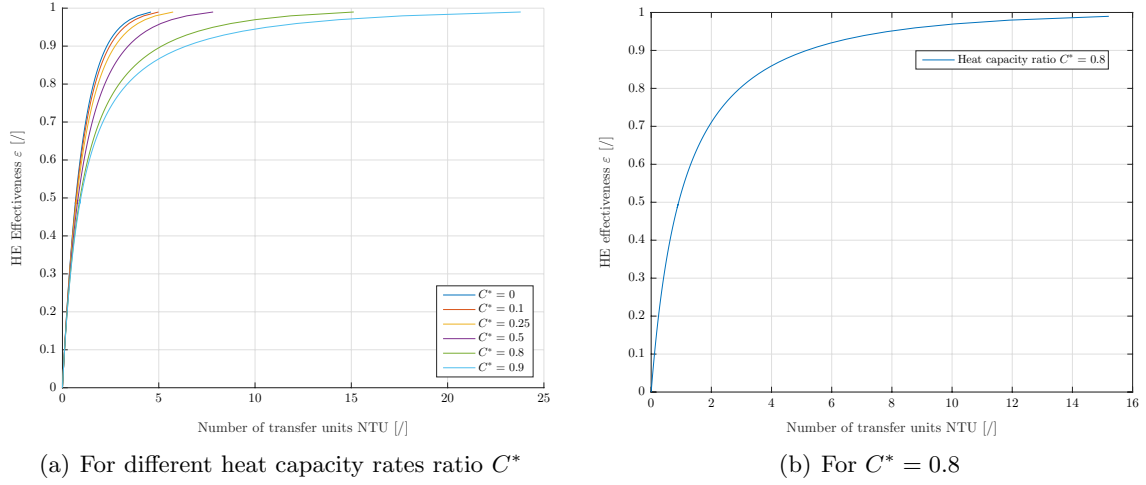 1
0.9
0.8
0.7
0.6
0.5
0.4
0.3
0.2
0.1
0
HE Effectiveness ε [/]
C* = 0
C* = 0.1
C* = 0.25
C* = 0.5
C* = 0.8
C* = 0.9
0 5 10 15 20 25
Number of transfer units NTU [/]
(a) For different heat capacity rates ratio C*
1
0.9
0.8
0.7
0.6
0.5
0.4
0.3
0.2
0.1
0
HE effectiveness ε [/]
Heat capacity ratio C* = 0.8
0 2 4 6 8 10 12 14 16
Number of transfer units NTU [/]
(b) For C* = 0.8